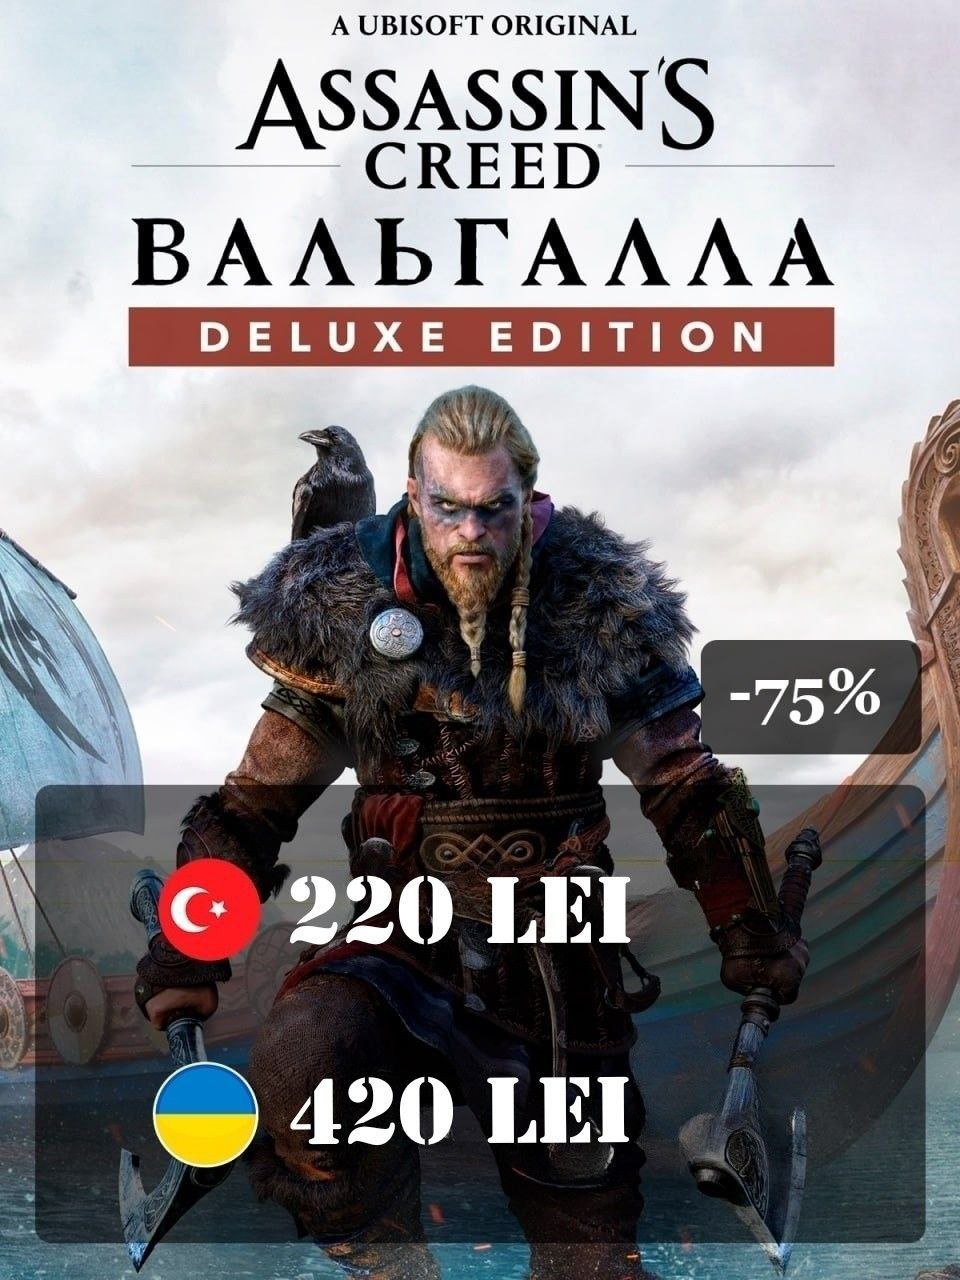 A UBISOFT ORIGINAL
ASSASSIN'S
CREED
ВАЛЬГАЛЛА
DELUXE EDITION
-75%
220 LEI
420 LEI